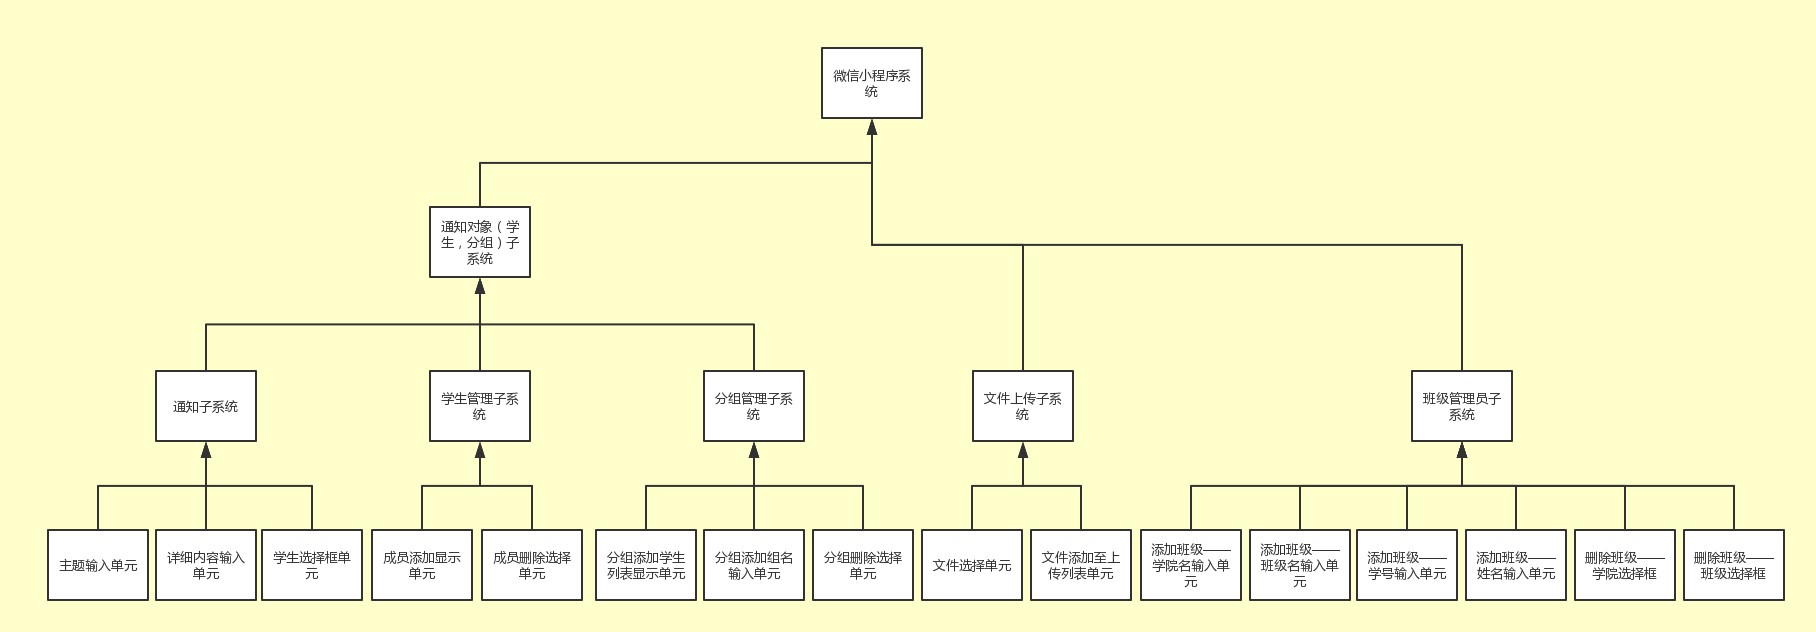 微信小程序系
统
通知对象（学
生，分组）子
系统
通知子系统
学生管理子系
统
分组管理子系
统
文件上传子系
统
班级管理员子
系统
主题输入单元
详细内容输入
单元
学生选择框单
元
成员添加显示
单元
成员删除选择
单元
分组添加学生
列表显示单元
分组添加组名
输入单元
分组删除选择
单元
文件选择单元
文件添加至上
传列表单元
添加班级——
学院名输入单
元
添加班级——
班级名输入单
元
添加班级——
学号输入单元
添加班级——
姓名输入单元
删除班级——
学院选择框
删除班级——
班级选择框